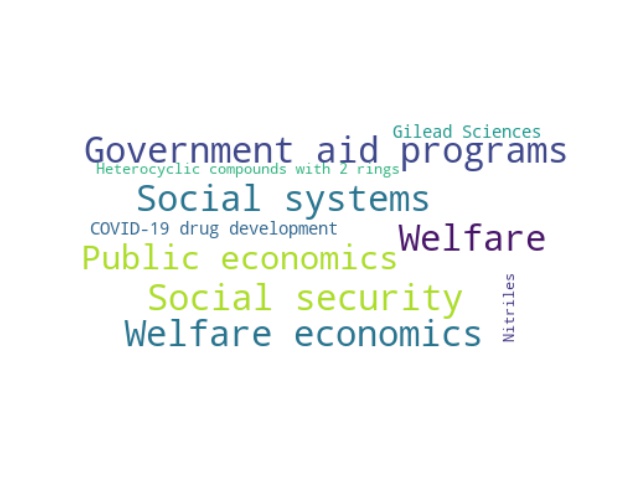 Gilead Sciences
Government aid programs
Heterocyclic compounds with 2 rings
Social systems
COVID-19 drug development
Welfare
Public economics
Social security
Nitriles
Welfare economics